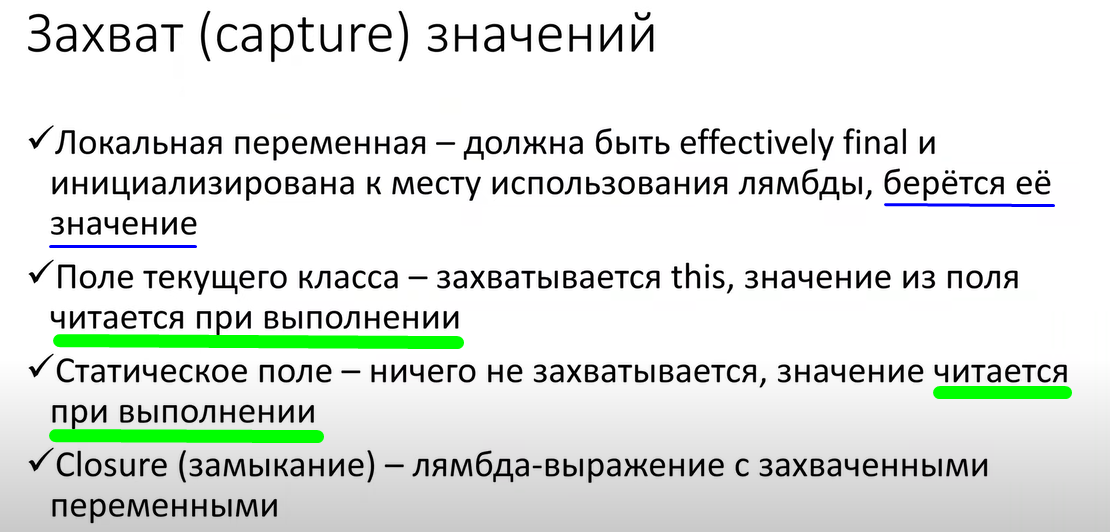 Захват (capture) значений
✓Локальная переменная – должна быть effectively final и
инициализирована к месту использования лямбды, берётся её
значение
✓Поле текущего класса – захватывается this, значение из поля
читается при выполнении
✓Статическое поле – ничего не захватывается, значение читается
при выполнении
✓Closure (замыкание) – лямбда-выражение с захваченными
переменными